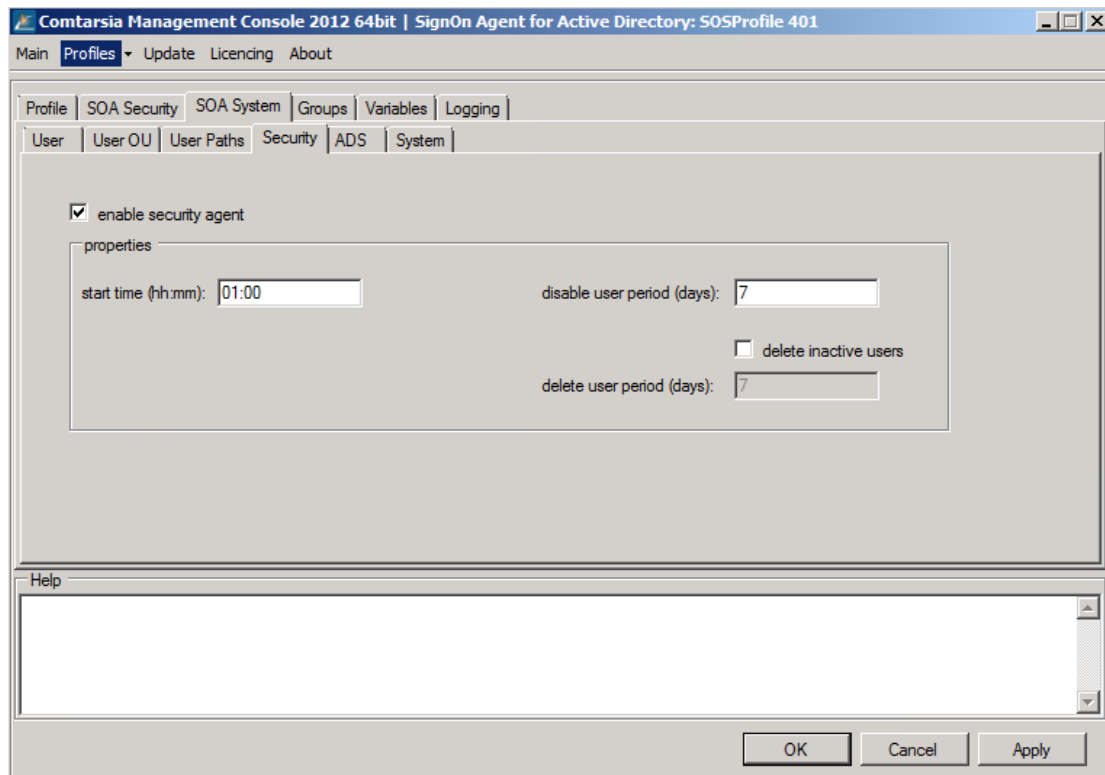 Comtarsia Management Console 2012 64bit | SignOn Agent for Active Directory: SOSProfile 401
Main Profiles Update Licencing About
Profile SOA Security SOA System Groups Variables Logging
User User OU User Paths Security ADS System
enable security agent
properties
start time (hh:mm): 01:00 disable user period (days): 7
delete inactive users
delete user period (days): 7
Help
OK Cancel Apply